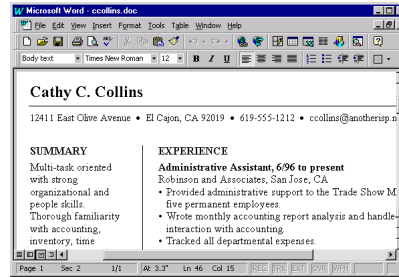 Microsoft Word - ccollins.doc
File Edit View Insert Format Tools Table Window Help
Body text Times New Roman 12 B I U
Cathy C. Collins
12411 East Olive Avenue • El Cajon, CA 92019 • 619-555-1212 • ccollins@anotherisp.n
SUMMARY
Multi-task oriented
with strong
organizational and
people skills.
Thorough familiarity
with accounting,
inventory, time
EXPERIENCE
Administrative Assistant, 6/96 to present
Robinson and Associates, San Jose, CA
• Provided administrative support to the Trade Show M
five permanent employees.
• Wrote monthly accounting report analysis and handle
interaction with accounting.
• Tracked all departmental expenses.
Page 1 Sec 2 1/1 At 3.3" Ln 46 Col 15 REC TRK EXT OVR WPH